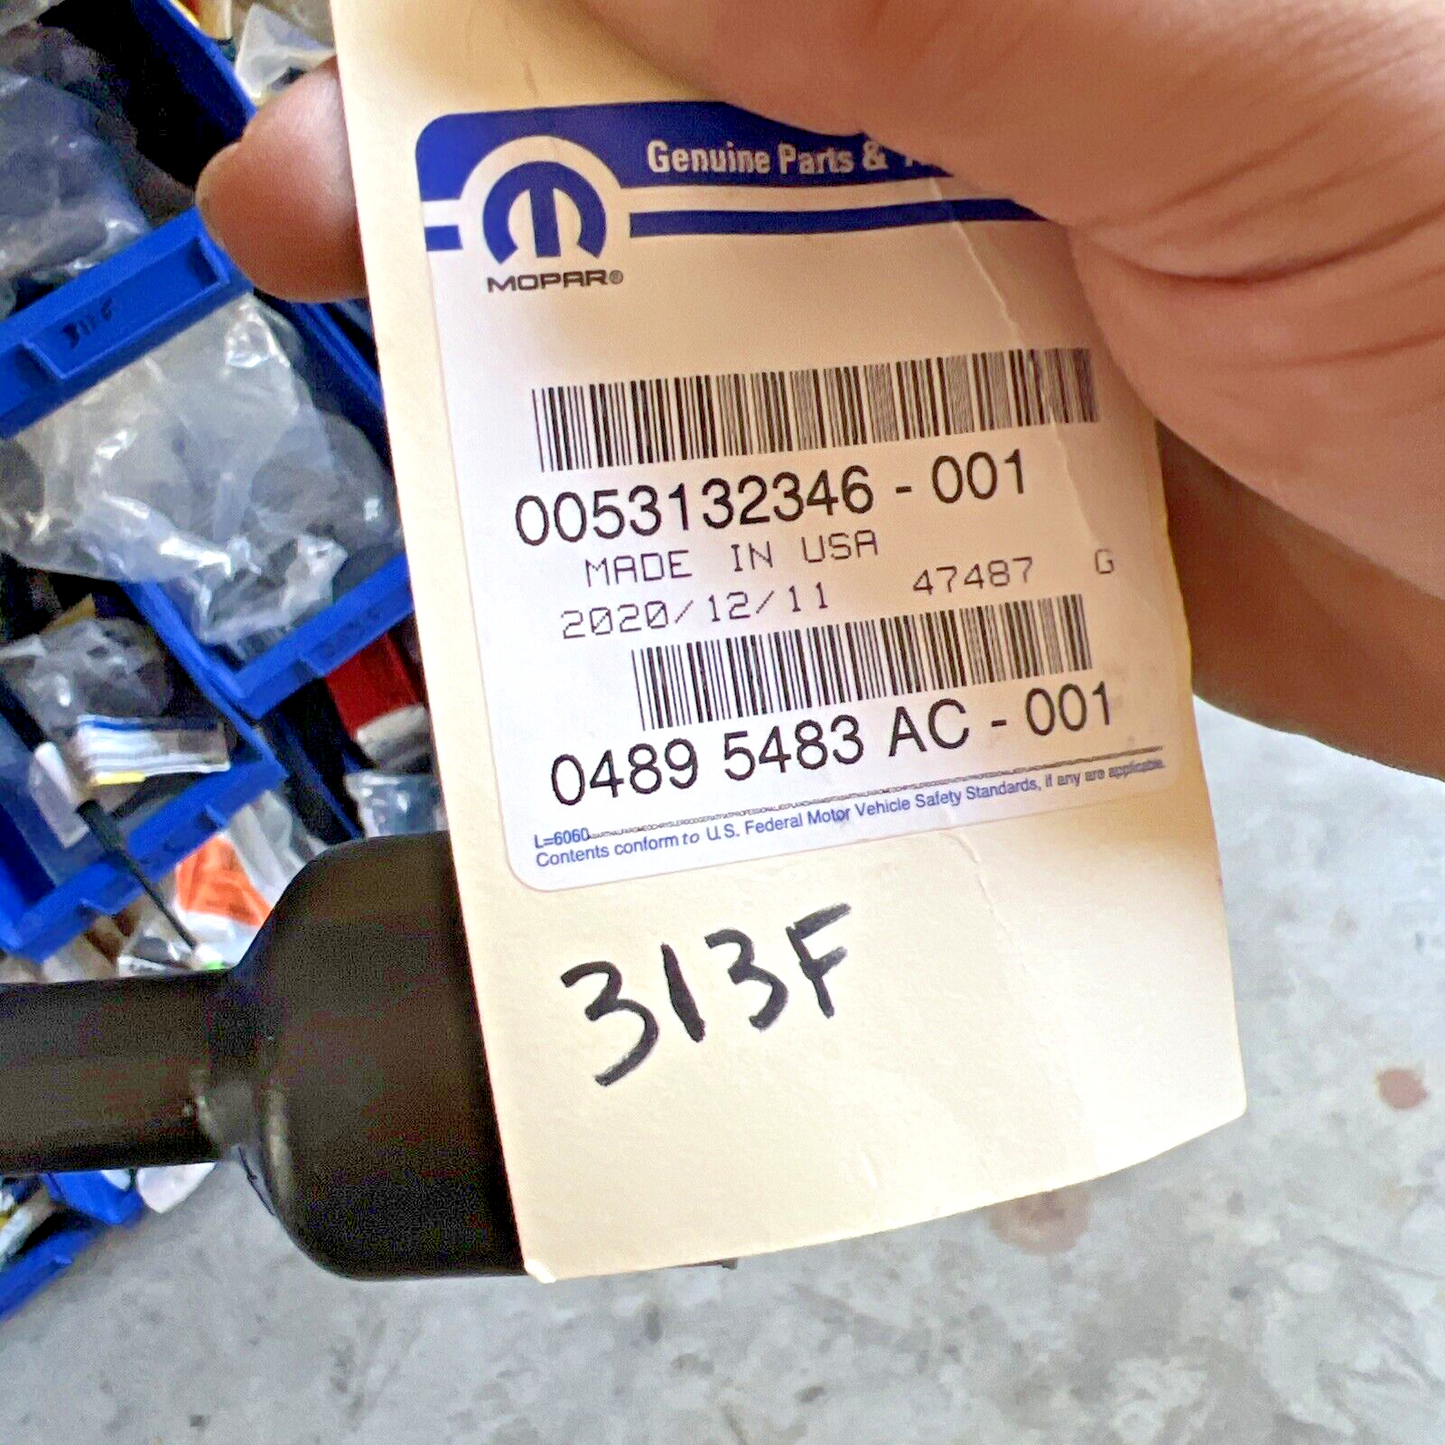 Genuine Parts &
MOPAR®
0053132346 - 001
MADE IN USA
2020/12/11 47487 G
0489 5483 AC - 001
L=6060
Contents conform to U.S. Federal Motor Vehicle Safety Standards, if any are applicable.
313F